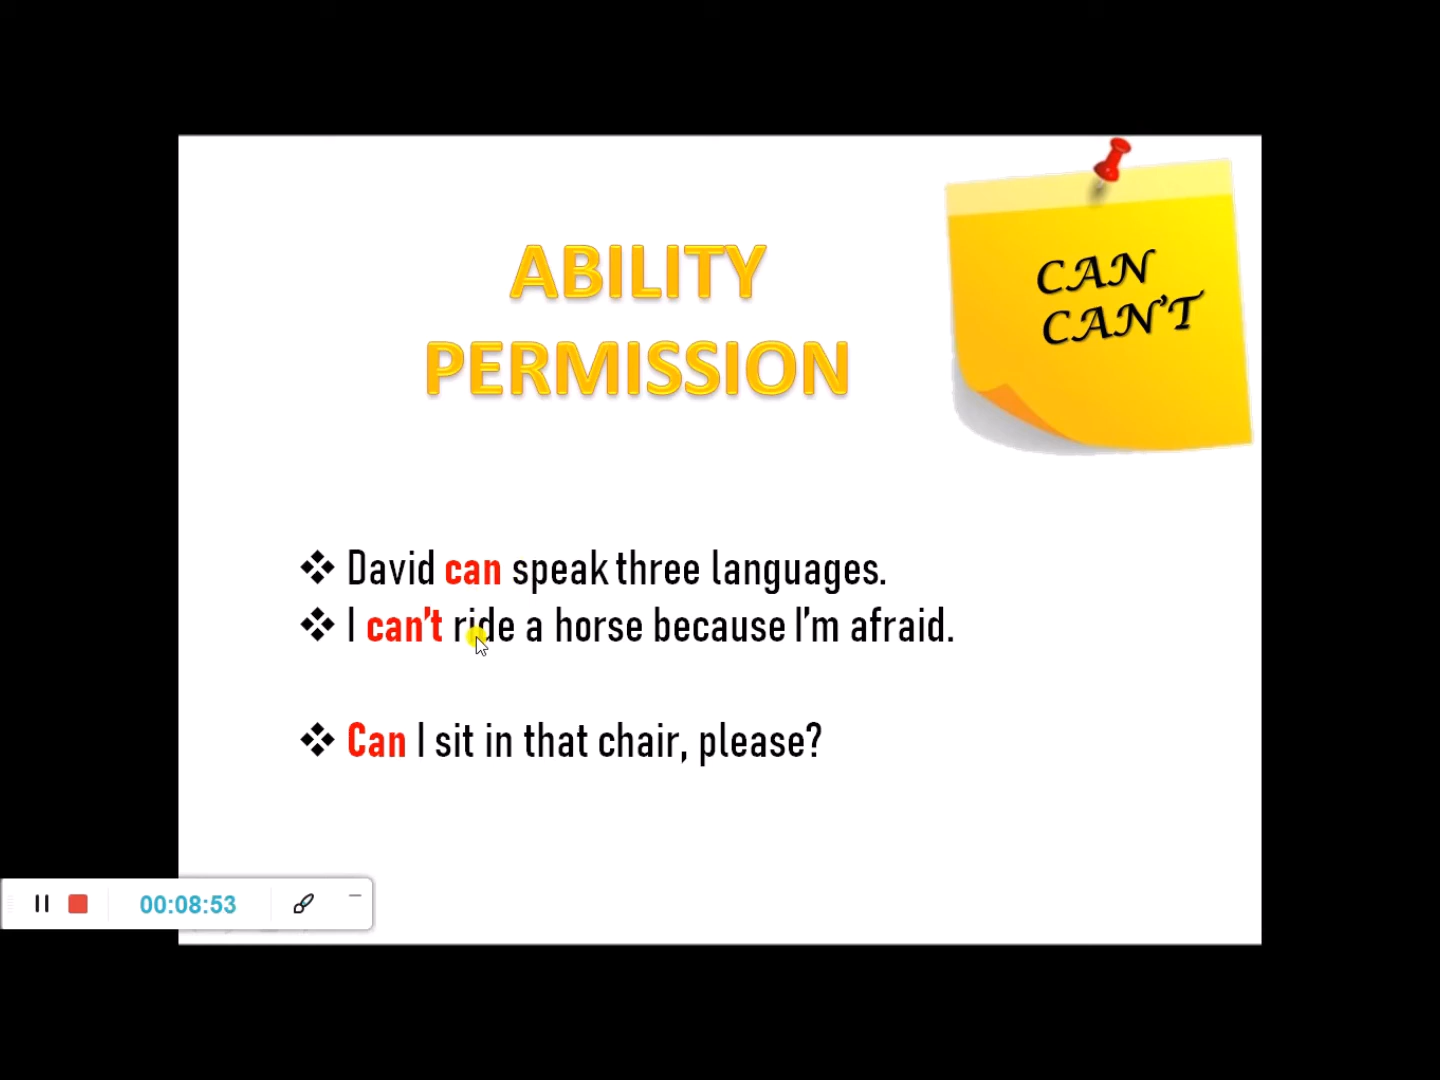 ABILITY
PERMISSION
CAN
CAN'T
❖ David can speak three languages.
❖ I can't ride a horse because I'm afraid.
❖ Can I sit in that chair, please?
00:08:53